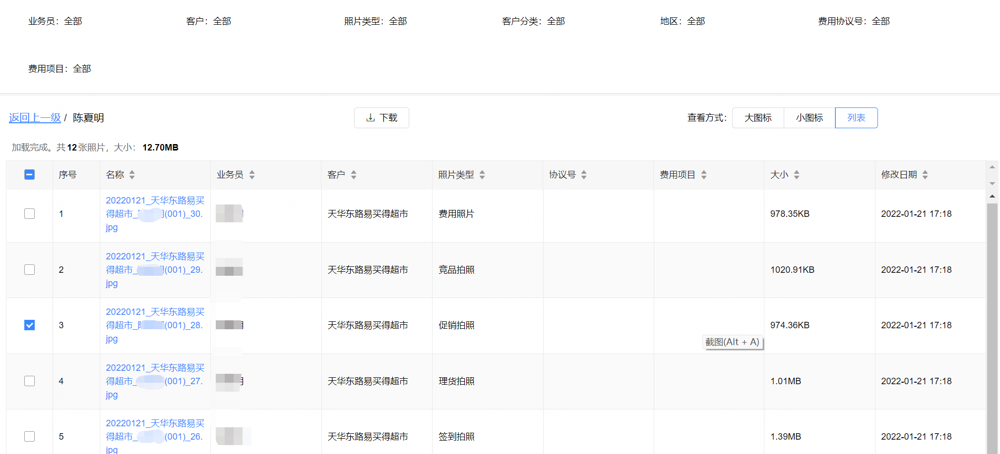 业务员：全部 客户：全部 照片类型：全部 客户分类：全部 地区：全部 费用协议号：全部
费用项目：全部
返回上一级 / 陈夏明 下载 查看方式： 大图标 小图标 列表
加载完成。共12张照片，大小： 12.70MB
序号 名称 业务员 客户 照片类型 协议号 费用项目 大小 修改日期
20220121_天华东路易买
1 得超市_ (001)_30. 天华东路易买得超市 费用照片 978.35KB 2022-01-21 17:18
jpg
20220121_天华东路易买
2 得超市_ (001)_29. 天华东路易买得超市 竞品拍照 1020.91KB 2022-01-21 17:18
jpg
20220121_天华东路易买
3 得超市_ (001)_28. 天华东路易买得超市 促销拍照 974.36KB 2022-01-21 17:18
jpg
截图(Alt + A)
20220121_天华东路易买
4 得超市_ (001)_27. 天华东路易买得超市 理货拍照 1.01MB 2022-01-21 17:18
jpg
20220121_天华东路易买
5 得超市_ (001)_26. 天华东路易买得超市 签到拍照 1.39MB 2022-01-21 17:18
jpg